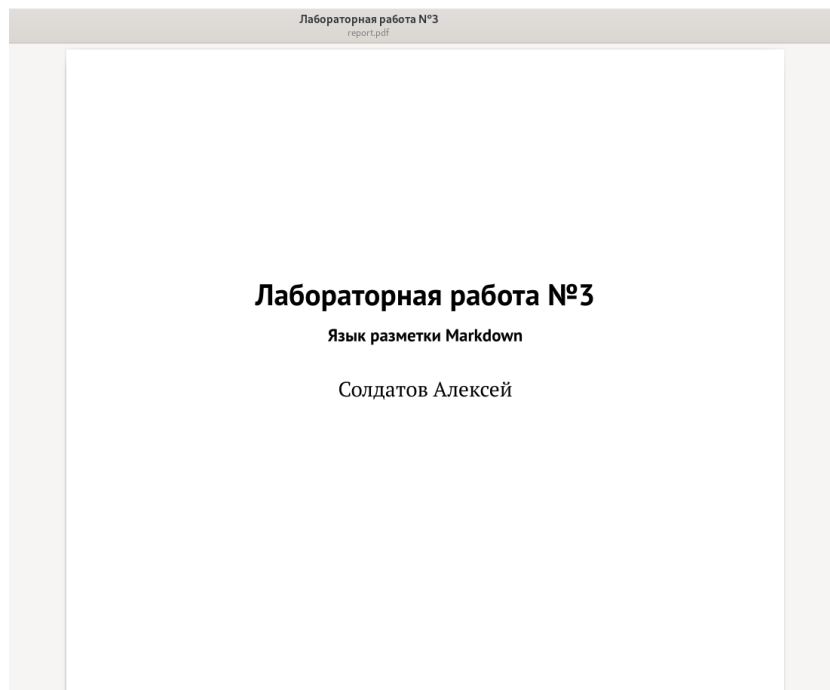 Лабораторная работа №3
report.pdf
Лабораторная работа №3
Язык разметки Markdown
Солдатов Алексей